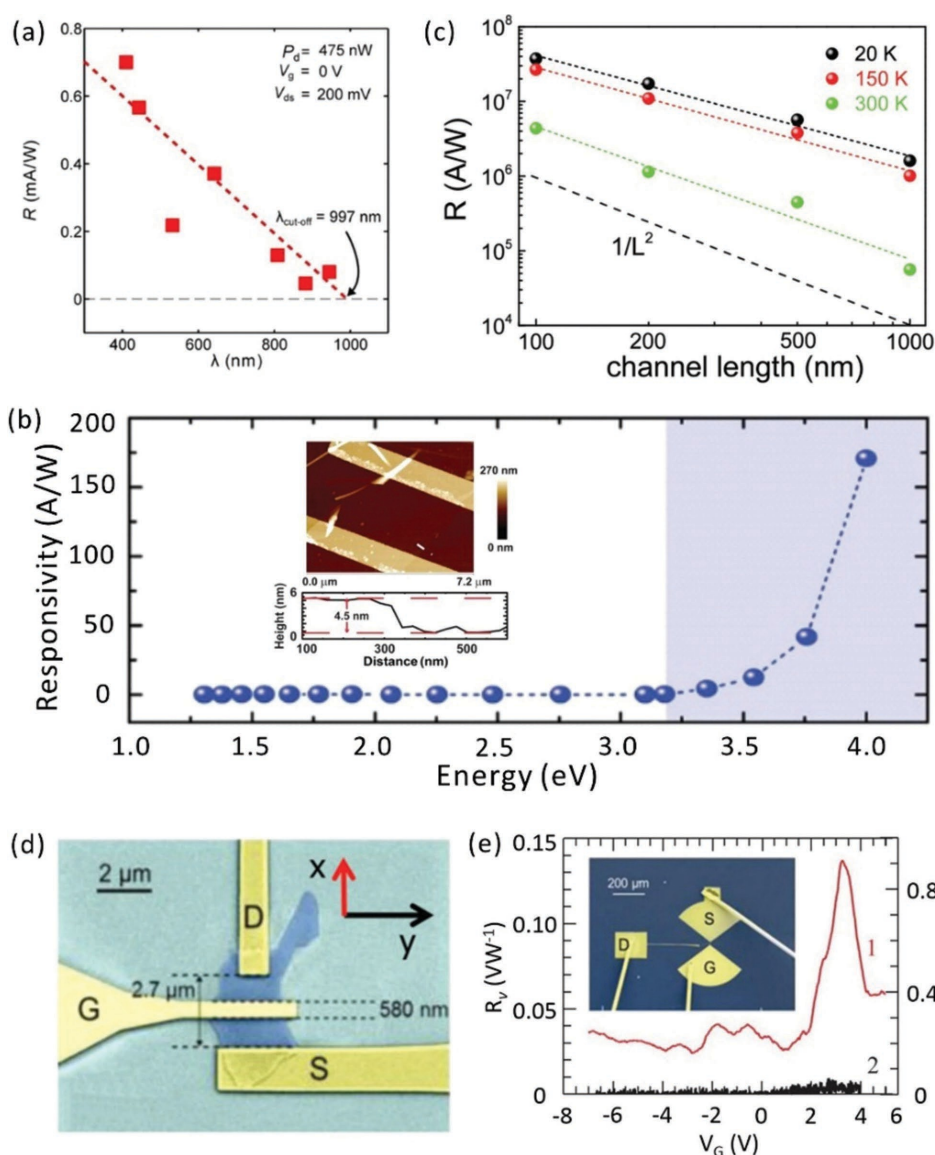 (a)
0.8
0.6
0.4
0.2
0
R (mA/W)
P_d = 475 nW
V_g = 0 V
V_ds = 200 mV
λ_cut-off = 997 nm
400 600 800 1000
λ (nm)
(c)
10^8
10^7
10^6
10^5
10^4
R (A/W)
20 K
150 K
300 K
1/L^2
100 200 500 1000
channel length (nm)
(b)
200
150
100
50
0
Responsivity (A/W)
270 nm
0 nm
0.0 μm 7.2 μm
6
0
Height (nm)
4.5 nm
100 300 500
Distance (nm)
1.0 1.5 2.0 2.5 3.0 3.5 4.0
Energy (eV)
(d)
2 μm
D
x
y
2.7 μm
G
580 nm
S
(e)
0.15
0.10
0.05
0
R_ν (VW^-1)
200 μm
S
D
G
1
2
0.8
0.4
0
-8 -6 -4 -2 0 2 4 6
V_G (V)